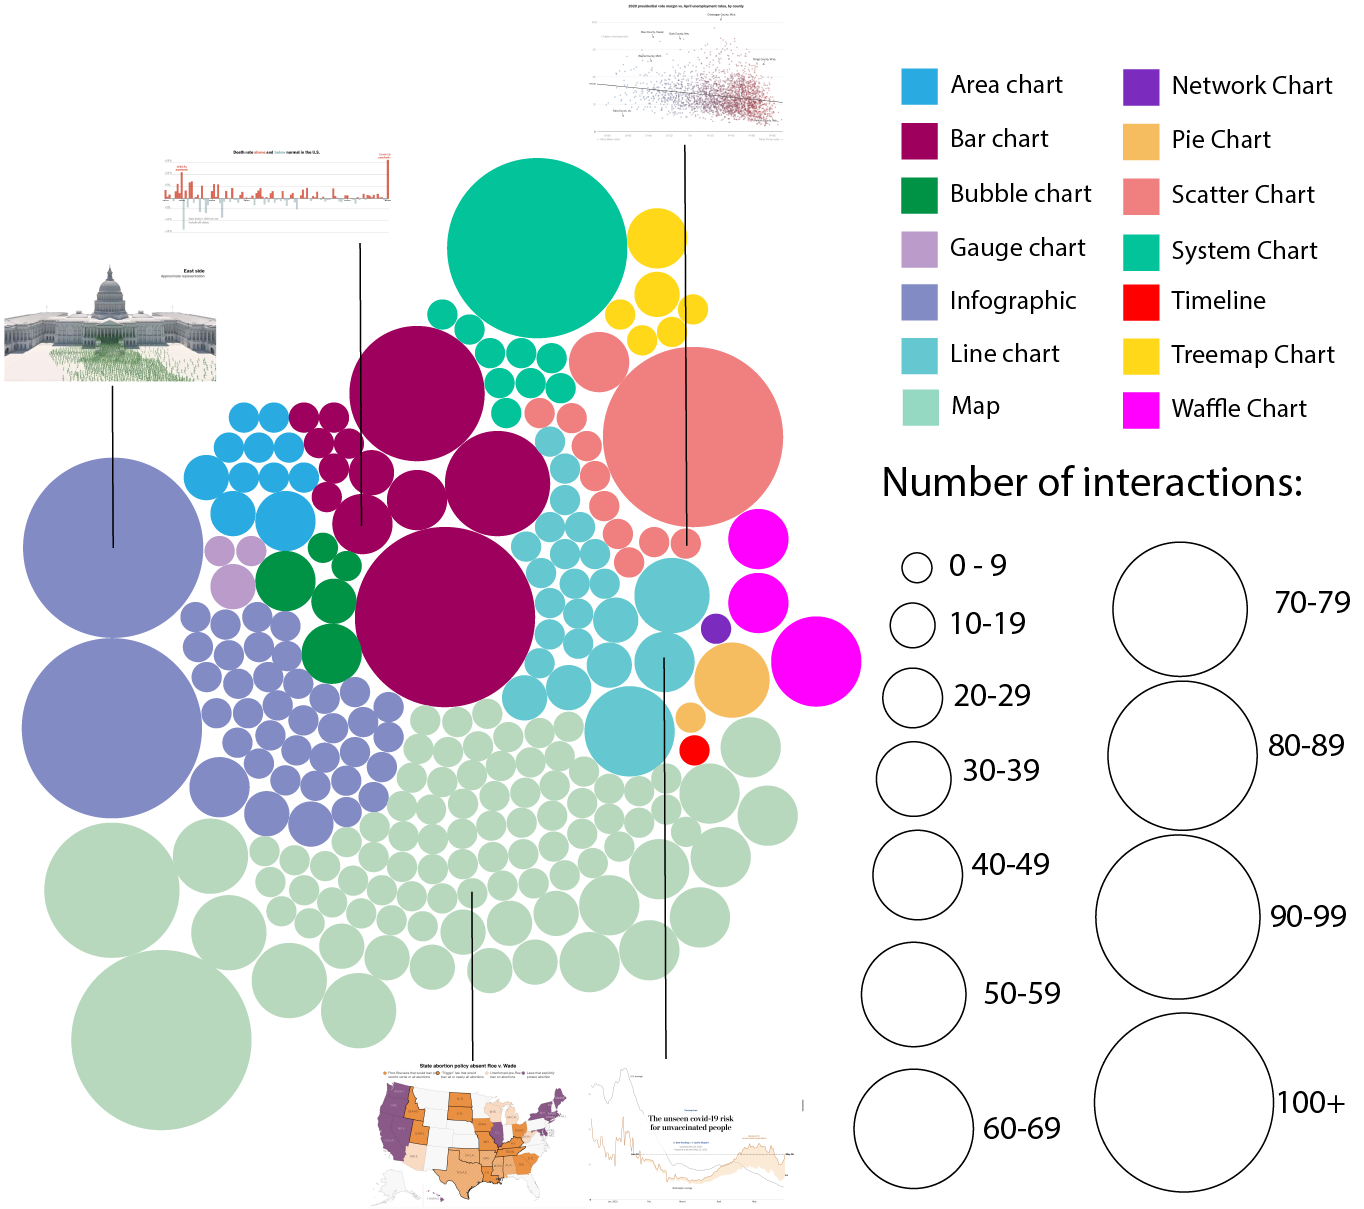 2020 presidential vote margin vs. April unemployment rates, by county
Death rate above and below normal in the U.S.
East side
Approximate representation
Area chart
Bar chart
Bubble chart
Gauge chart
Infographic
Line chart
Map
Network Chart
Pie Chart
Scatter Chart
System Chart
Timeline
Treemap Chart
Waffle Chart
Number of interactions:
0 - 9
10-19
20-29
30-39
40-49
50-59
60-69
70-79
80-89
90-99
100+
State abortion policy absent Roe v. Wade
The unseen covid-19 risk
for unvaccinated people